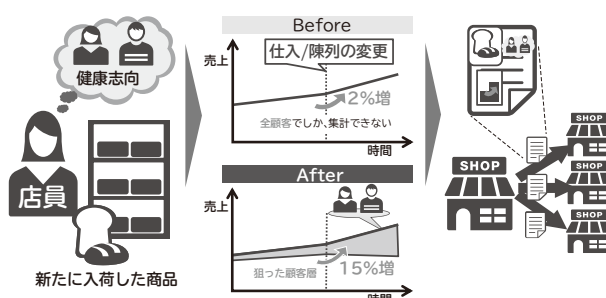 健康志向
店員
新たに入荷した商品
Before
売上
仕入/陳列の変更
2%増
全顧客でしか、集計できない
時間
After
売上
狙った顧客層
15%増
時間
SHOP
SHOP
SHOP
SHOP